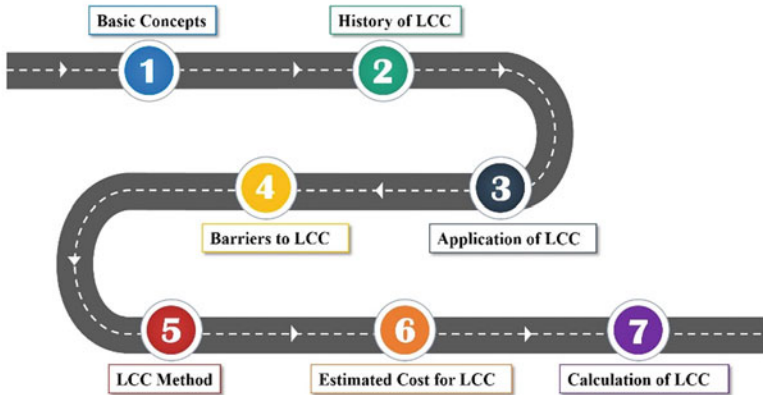 Basic Concepts
1
History of LCC
2
3
Application of LCC
4
Barriers to LCC
5
LCC Method
6
Estimated Cost for LCC
7
Calculation of LCC